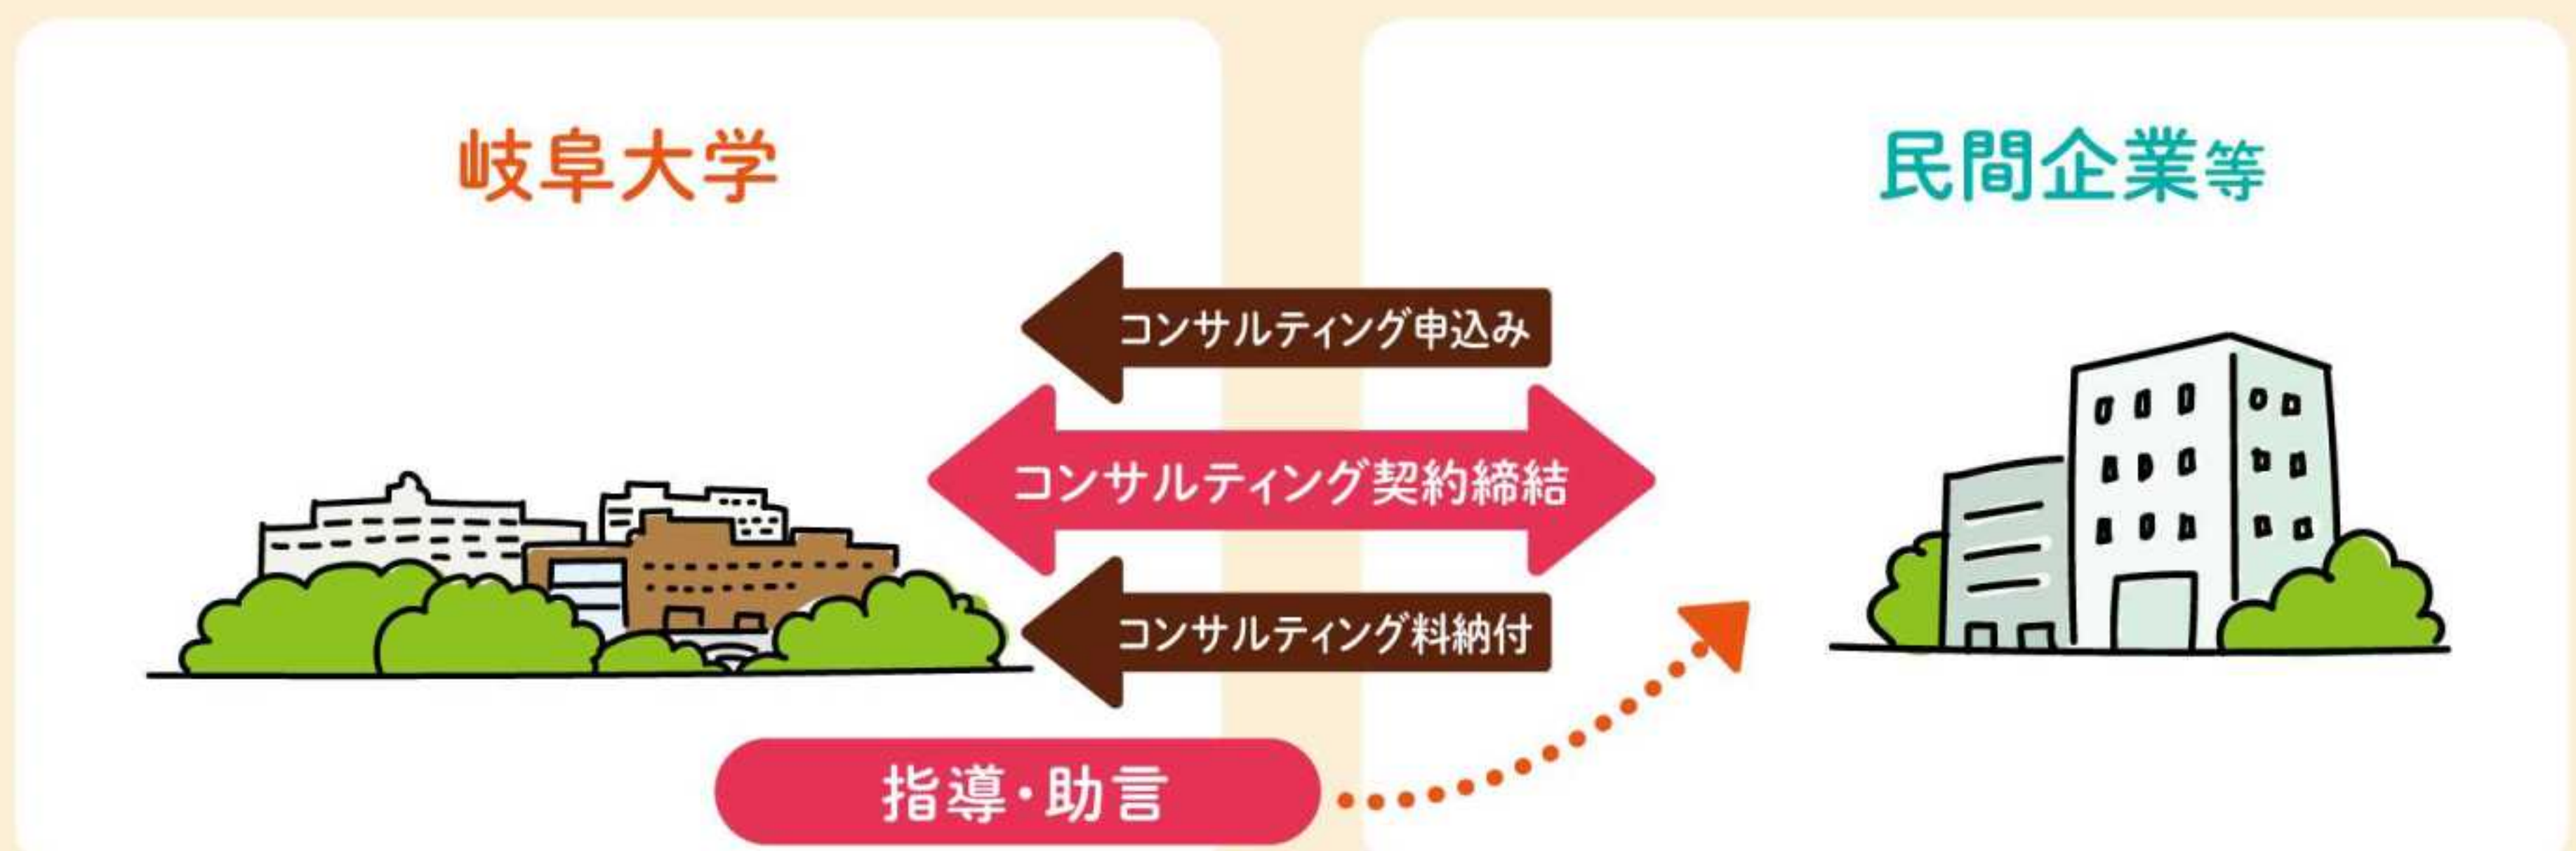 岐阜大学
民間企業等
コンサルティング申込み
コンサルティング契約締結
コンサルティング料納付
指導・助言